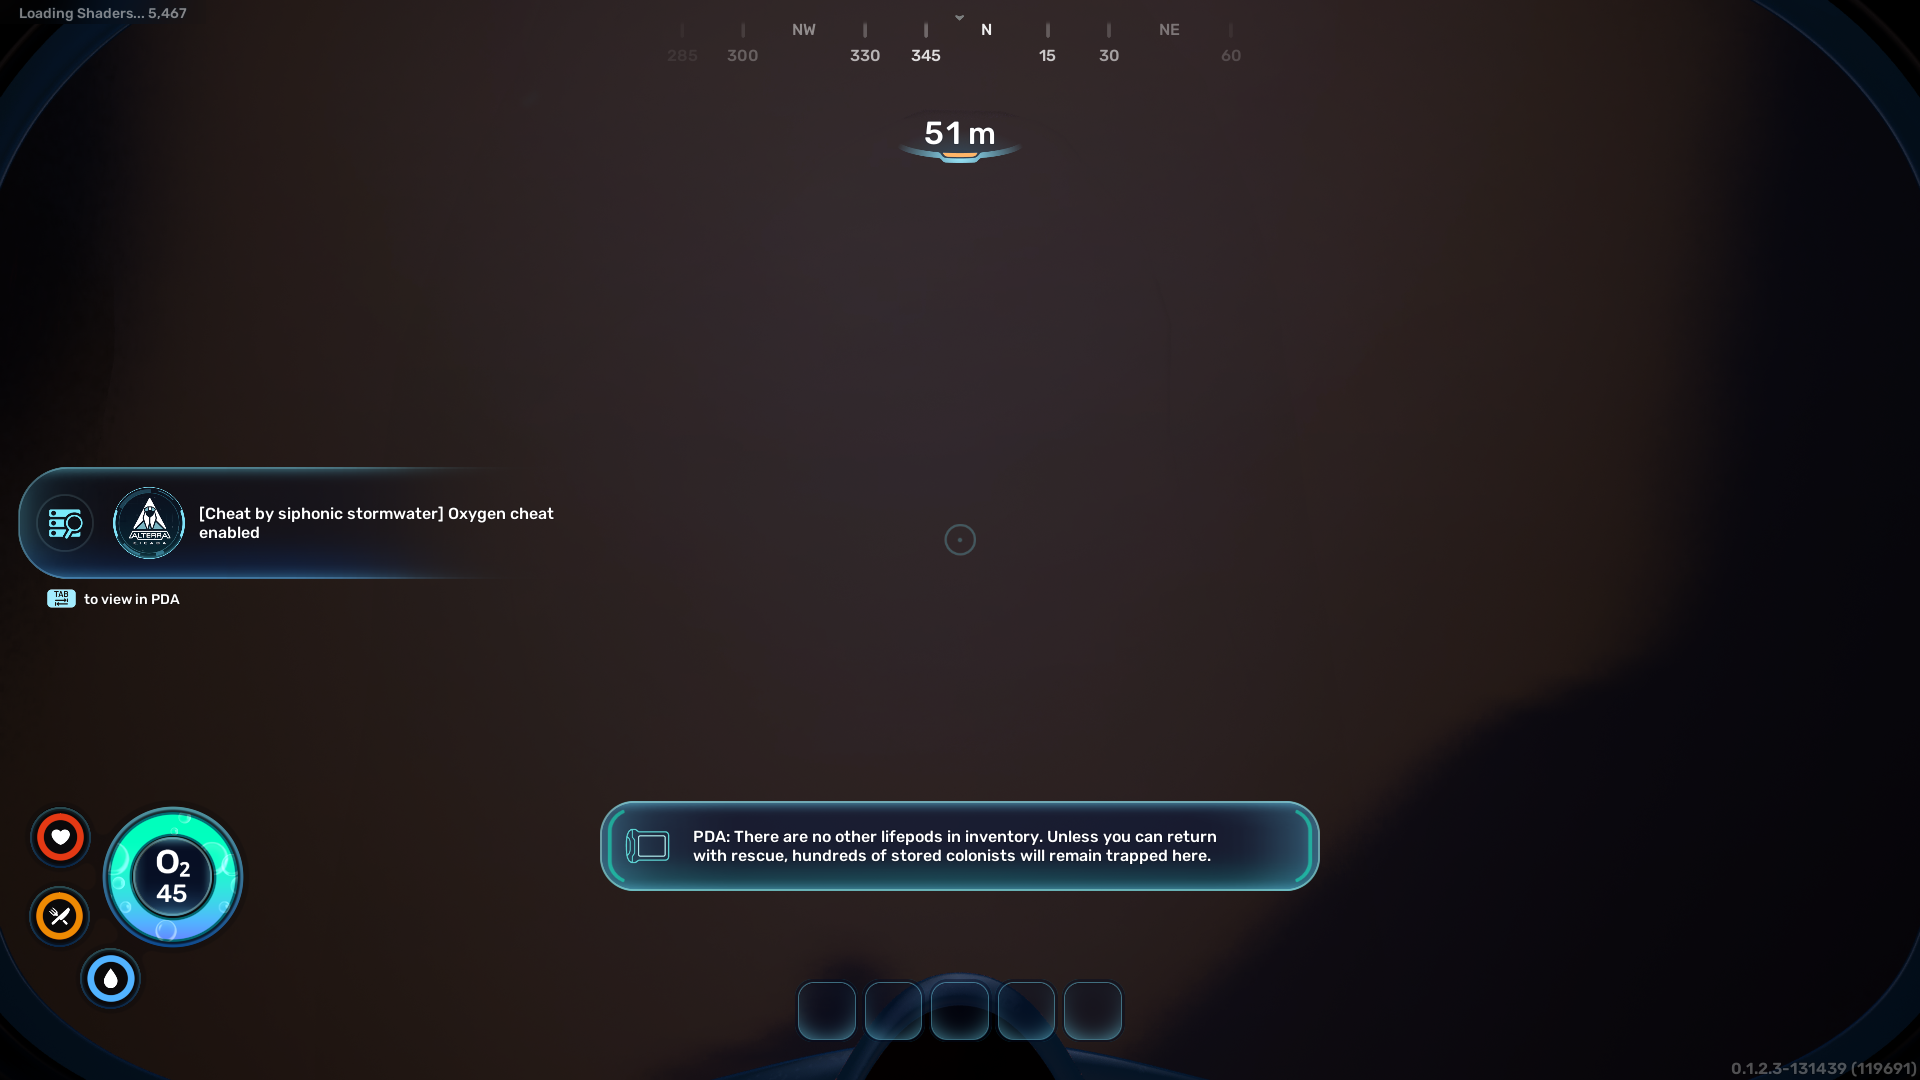 Loading Shaders... 5,467
NW N NE
285 300 330 345 15 30 60
51 m
[Cheat by siphonic stormwater] Oxygen cheat
enabled
ALTERRA
CICADA
TAB to view in PDA
PDA: There are no other lifepods in inventory. Unless you can return
with rescue, hundreds of stored colonists will remain trapped here.
O2
45
0.1.2.3-131439 (119691)